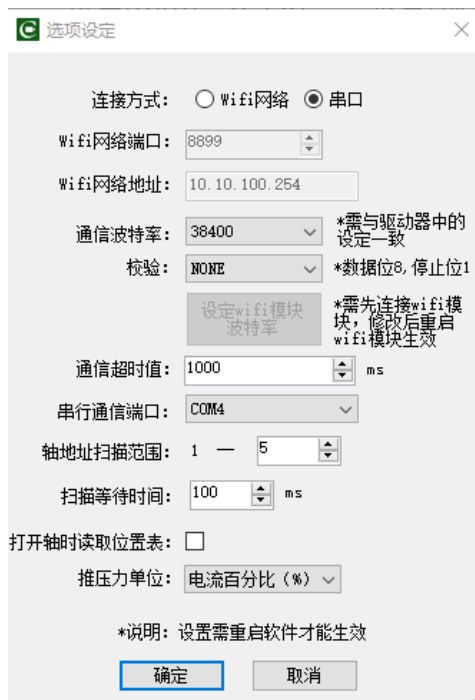 选项设定
连接方式: Wifi网络 串口
Wifi网络端口: 8899
Wifi网络地址: 10.10.100.254
通信波特率: 38400 *需与驱动器中的
设定一致
校验: NONE *数据位8,停止位1
设定wifi模块
波特率
*需先连接wifi模
块，修改后重启
wifi模块生效
通信超时值: 1000 ms
串行通信端口: COM4
轴地址扫描范围: 1 — 5
扫描等待时间: 100 ms
打开轴时读取位置表:
推压力单位: 电流百分比（%）
*说明: 设置需重启软件才能生效
确定 取消